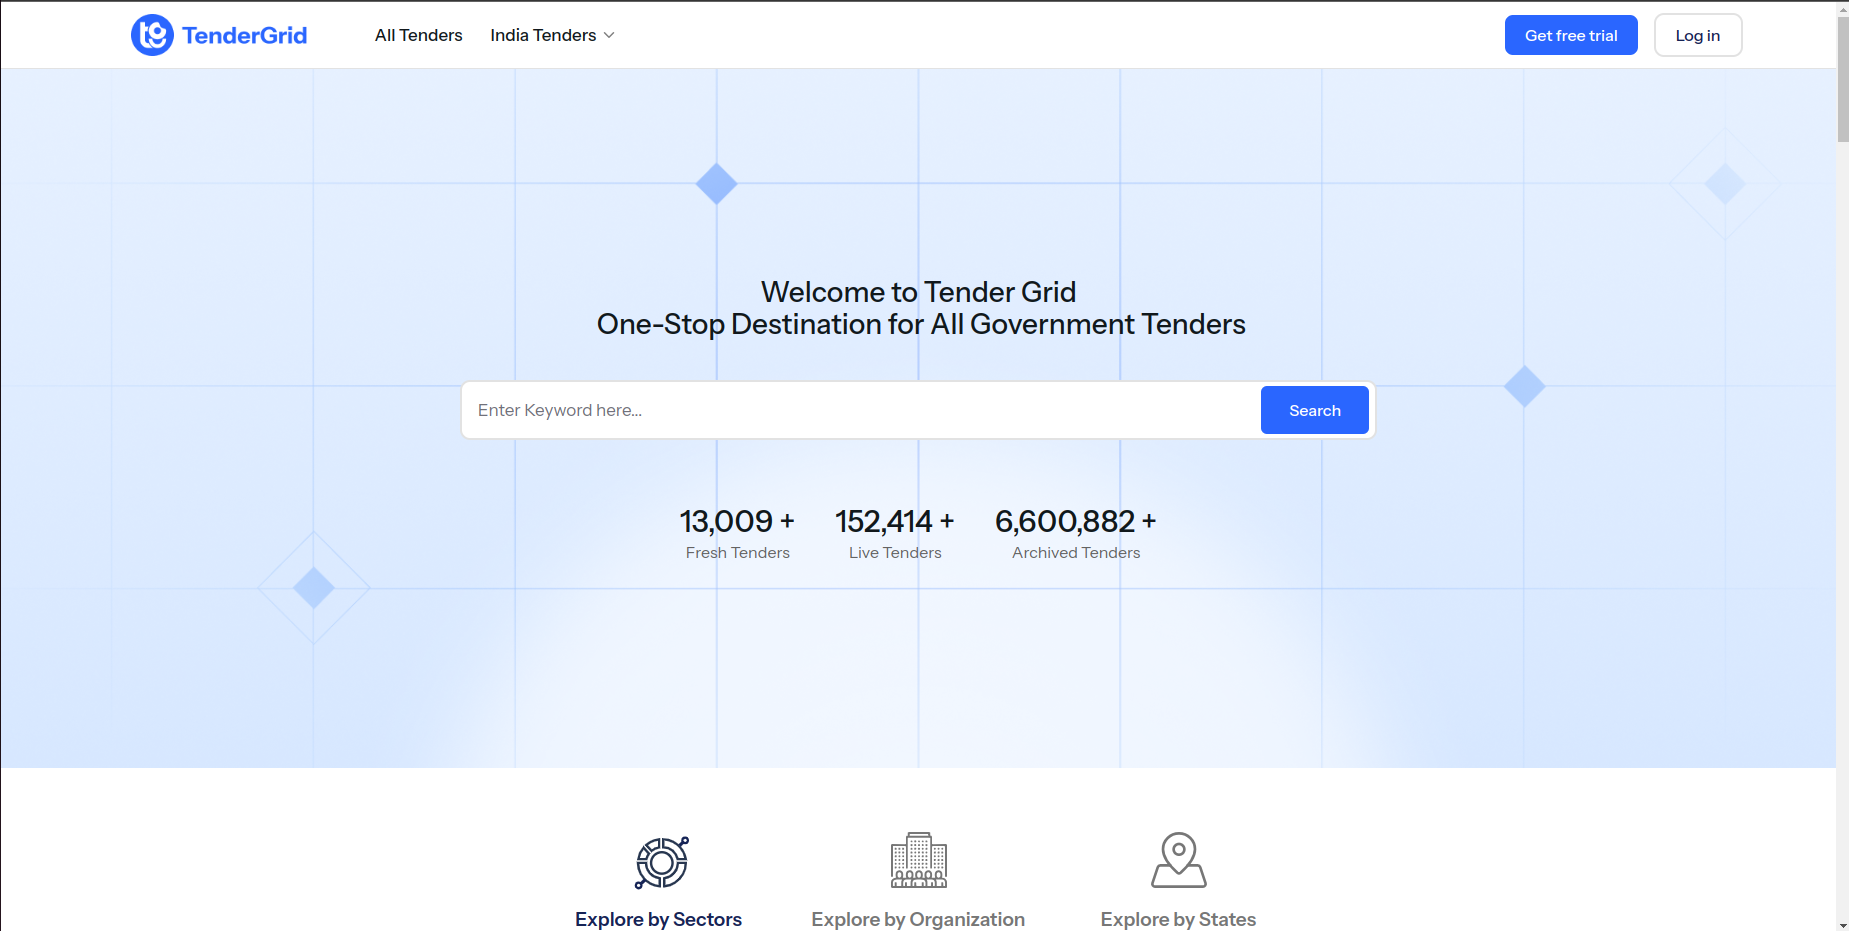 TenderGrid
All Tenders
India Tenders
Get free trial
Log in
Welcome to Tender Grid
One-Stop Destination for All Government Tenders
Enter Keyword here...
Search
13,009 +
Fresh Tenders
152,414 +
Live Tenders
6,600,882 +
Archived Tenders
Explore by Sectors
Explore by Organization
Explore by States